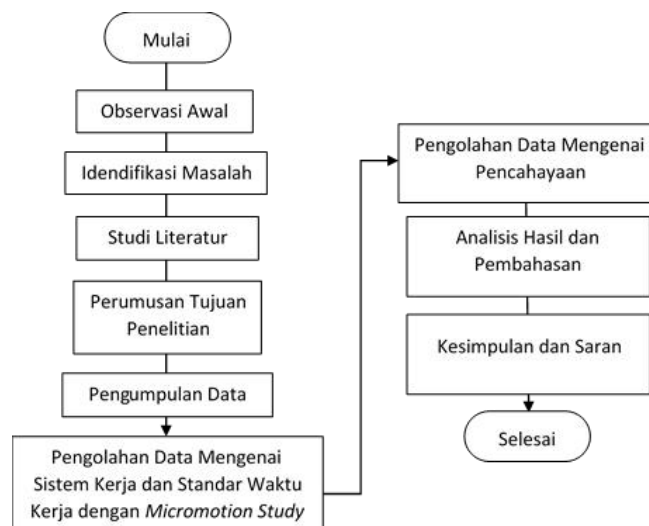 Mulai
Observasi Awal
Idendifikasi Masalah
Studi Literatur
Perumusan Tujuan
Penelitian
Pengumpulan Data
Pengolahan Data Mengenai
Sistem Kerja dan Standar Waktu
Kerja dengan Micromotion Study
Pengolahan Data Mengenai
Pencahayaan
Analisis Hasil dan
Pembahasan
Kesimpulan dan Saran
Selesai